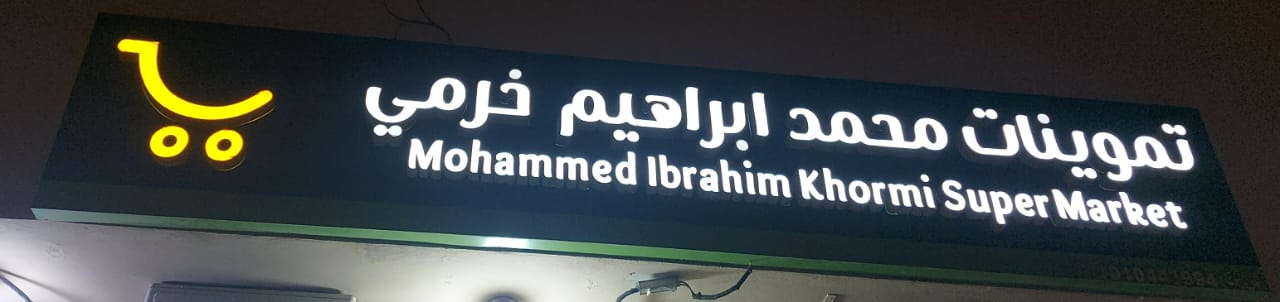 تموينات محمد ابراهيم خرمي
Mohammed Ibrahim Khormi Super Market